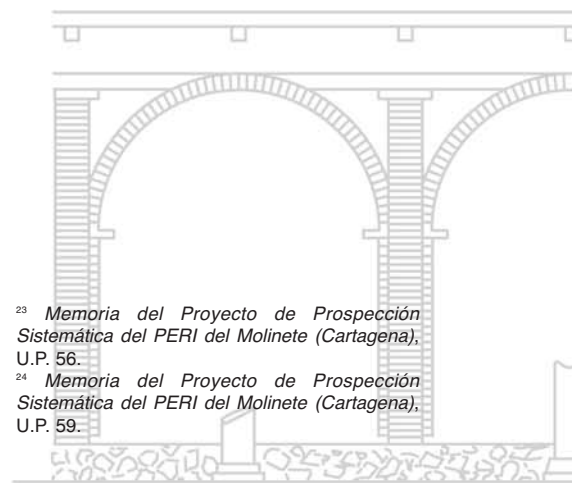 23 Memoria del Proyecto de Prospección
Sistemática del PERI del Molinete (Cartagena),
U.P. 56.
24 Memoria del Proyecto de Prospección
Sistemática del PERI del Molinete (Cartagena),
U.P. 59.